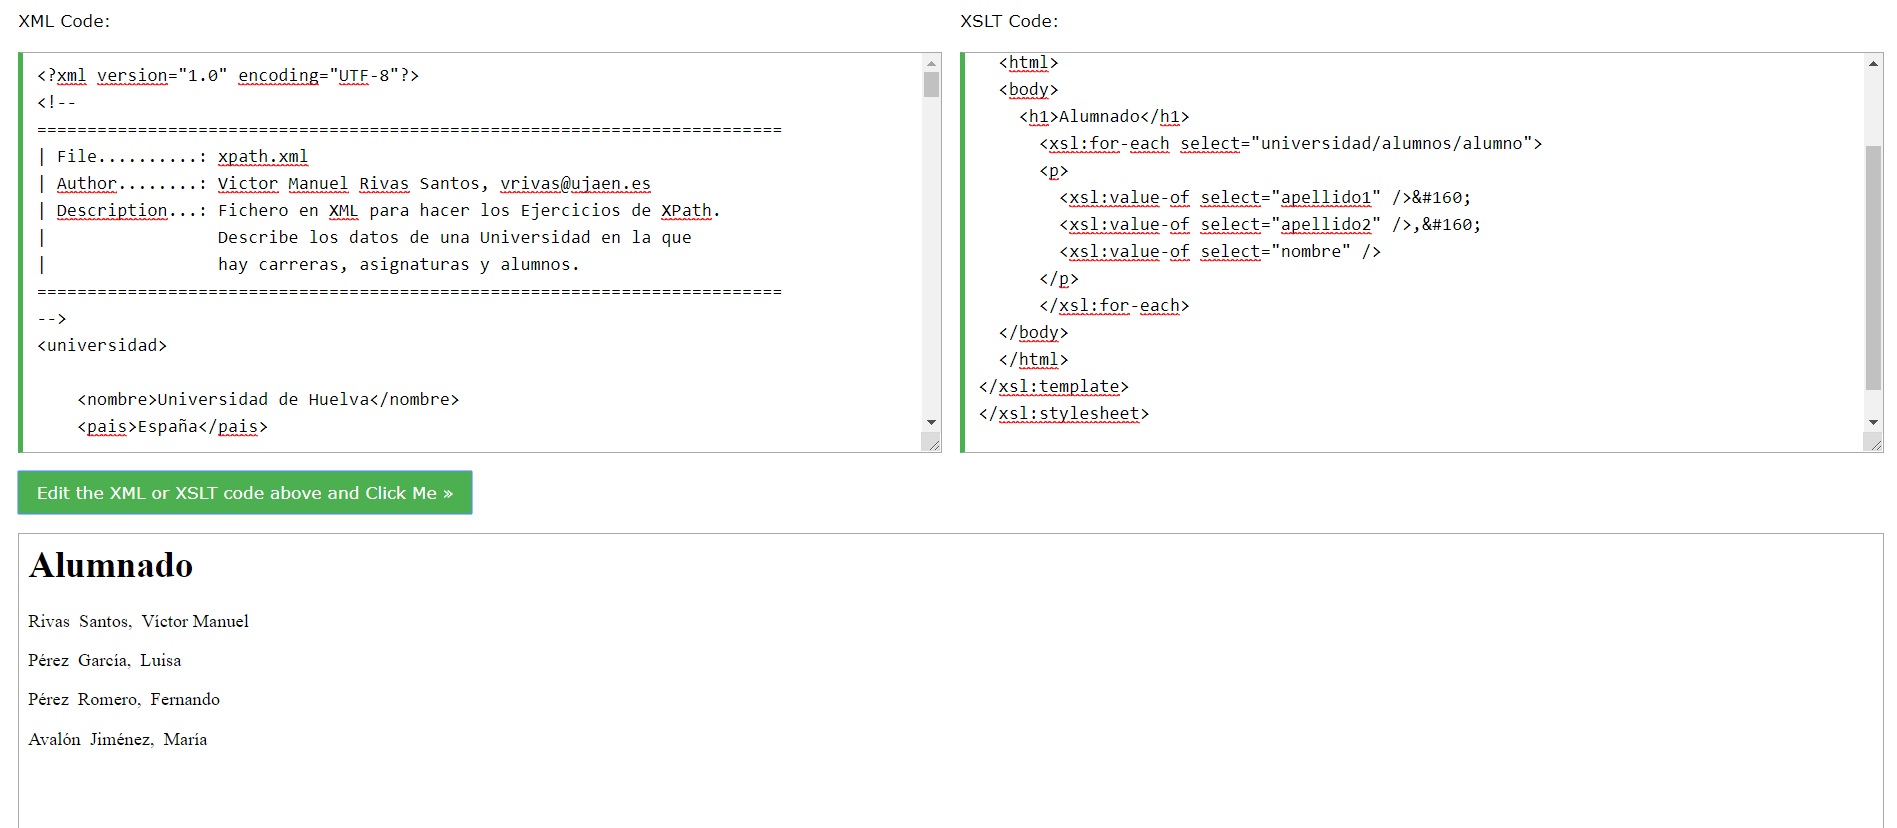 XML Code:
<?xml version="1.0" encoding="UTF-8"?>
<!--
==========================================================================
| File..........: xpath.xml
| Author........: Victor Manuel Rivas Santos, vrivas@ujaen.es
| Description...: Fichero en XML para hacer los Ejercicios de XPath.
|                 Describe los datos de una Universidad en la que
|                 hay carreras, asignaturas y alumnos.
==========================================================================
-->
<universidad>
    <nombre>Universidad de Huelva</nombre>
    <pais>España</pais>
XSLT Code:
  <html>
  <body>
    <h1>Alumnado</h1>
      <xsl:for-each select="universidad/alumnos/alumno">
      <p>
        <xsl:value-of select="apellido1" />&#160;
        <xsl:value-of select="apellido2" />,&#160;
        <xsl:value-of select="nombre" />
      </p>
      </xsl:for-each>
  </body>
  </html>
</xsl:template>
</xsl:stylesheet>
Edit the XML or XSLT code above and Click Me »
Alumnado
Rivas  Santos,  Víctor Manuel
Pérez  García,  Luisa
Pérez  Romero,  Fernando
Avalón  Jiménez,  María